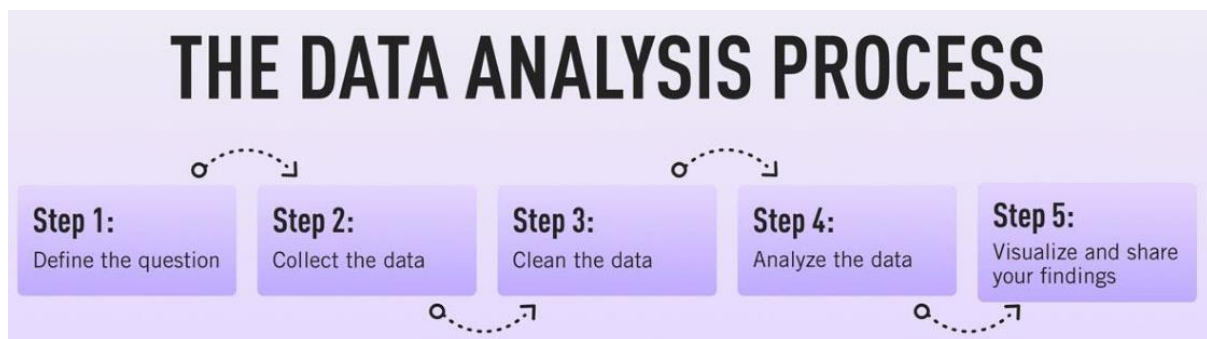 THE DATA ANALYSIS PROCESS
Step 1:
Define the question
Step 2:
Collect the data
Step 3:
Clean the data
Step 4:
Analyze the data
Step 5:
Visualize and share
your findings